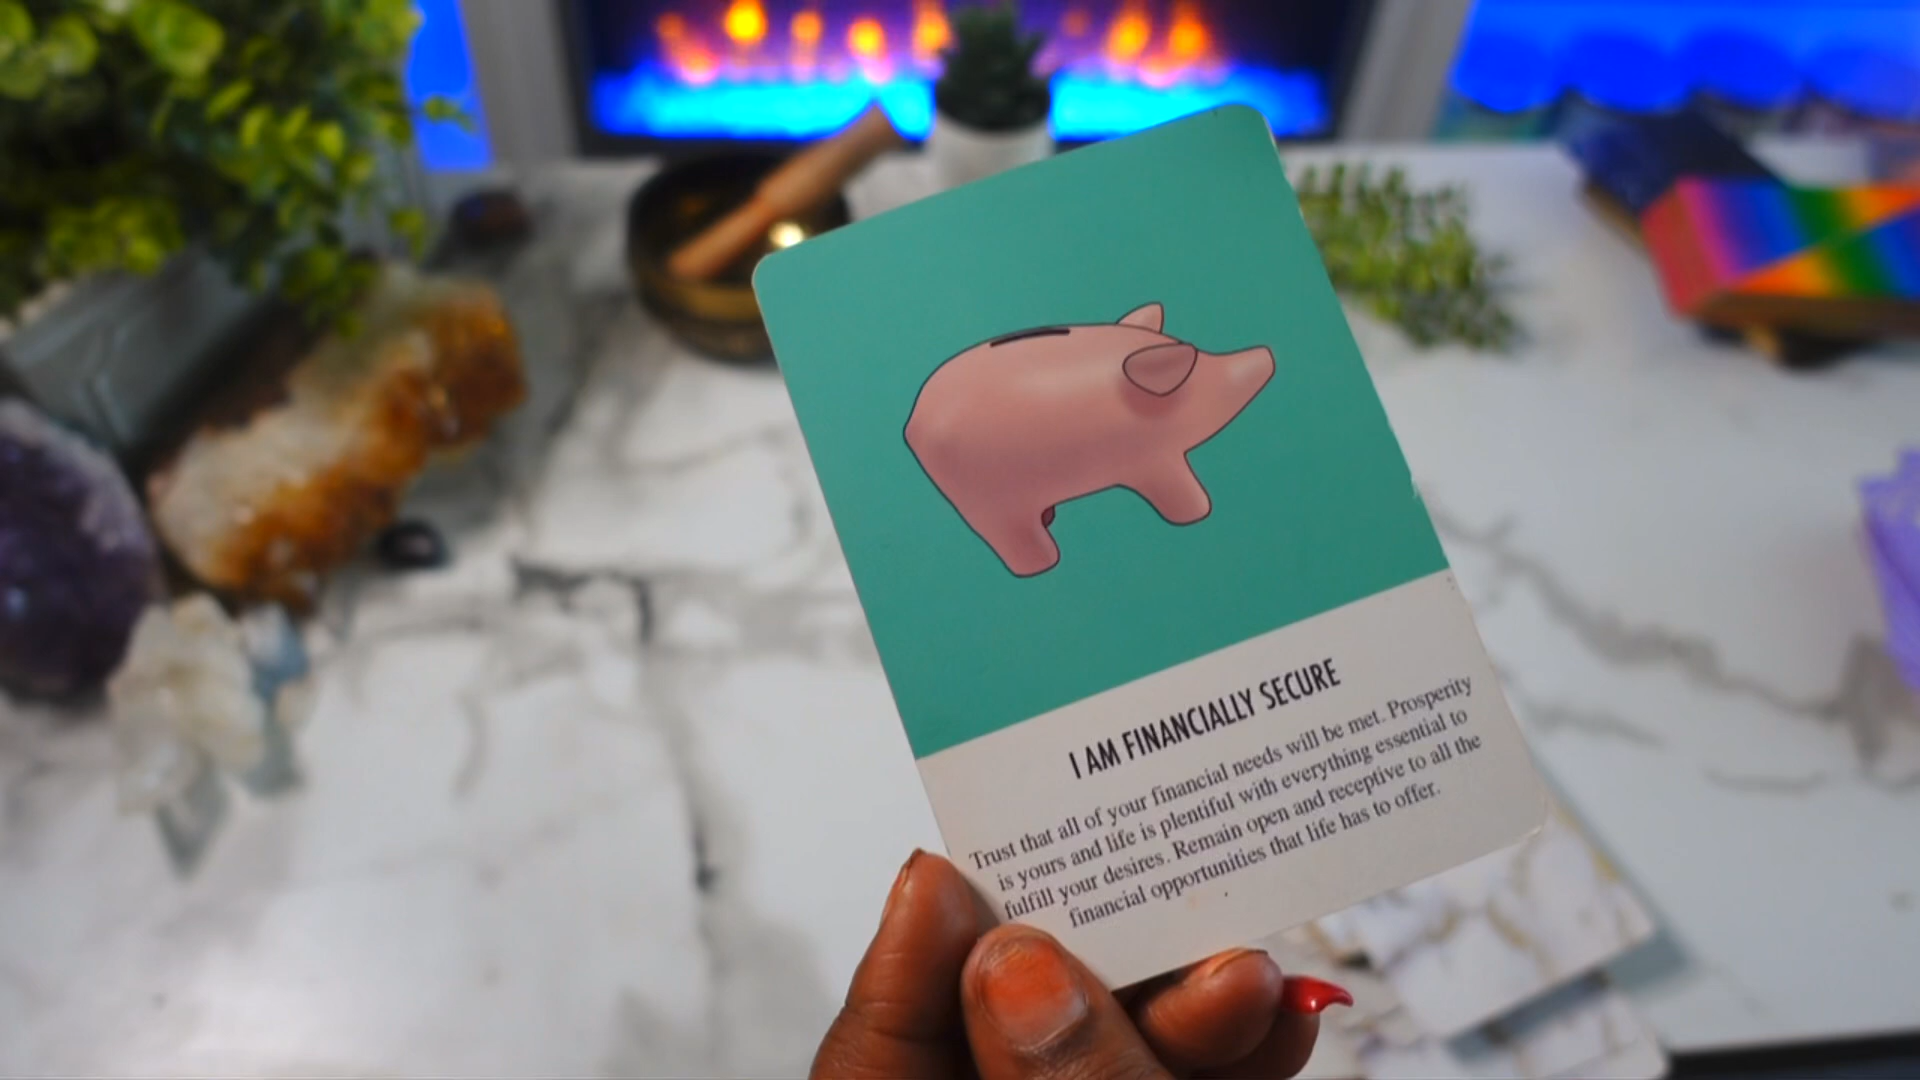 I AM FINANCIALLY SECURE
Trust that all of your financial needs will be met. Prosperity
is yours and life is plentiful with everything essential to
fulfill your desires. Remain open and receptive to all the
financial opportunities that life has to offer.